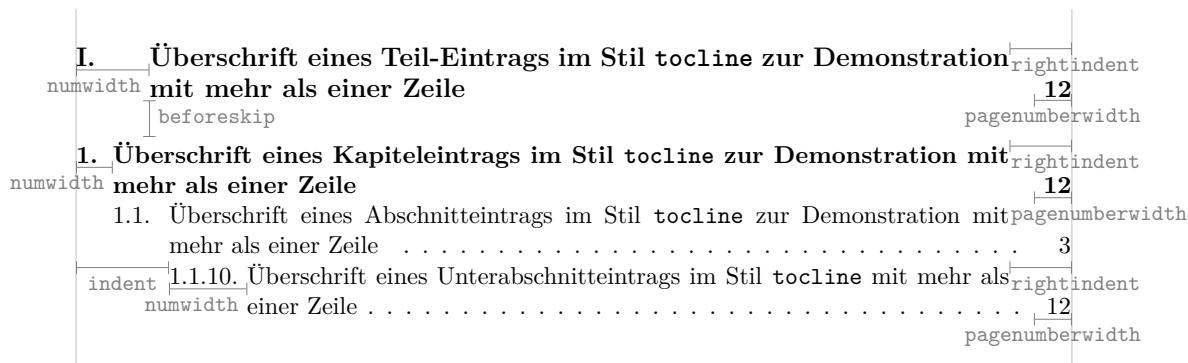 I. Überschrift eines Teil-Eintrags im Stil tocline zur Demonstration
rightindent
numwidth mit mehr als einer Zeile 12
beforeskip pagenumberwidth
1. Überschrift eines Kapiteleintrags im Stil tocline zur Demonstration mit
rightindent
numwidth mehr als einer Zeile 12
1.1. Überschrift eines Abschnitteintrags im Stil tocline zur Demonstration mit pagenumberwidth
mehr als einer Zeile . . . . . . . . . . . . . . . . . . . . . . . . . . . . . . . . . 3
1.1.10. Überschrift eines Unterabschnitteintrags im Stil tocline mit mehr als
indent rightindent
numwidth einer Zeile . . . . . . . . . . . . . . . . . . . . . . . . . . . . . . . . . . . 12
pagenumberwidth